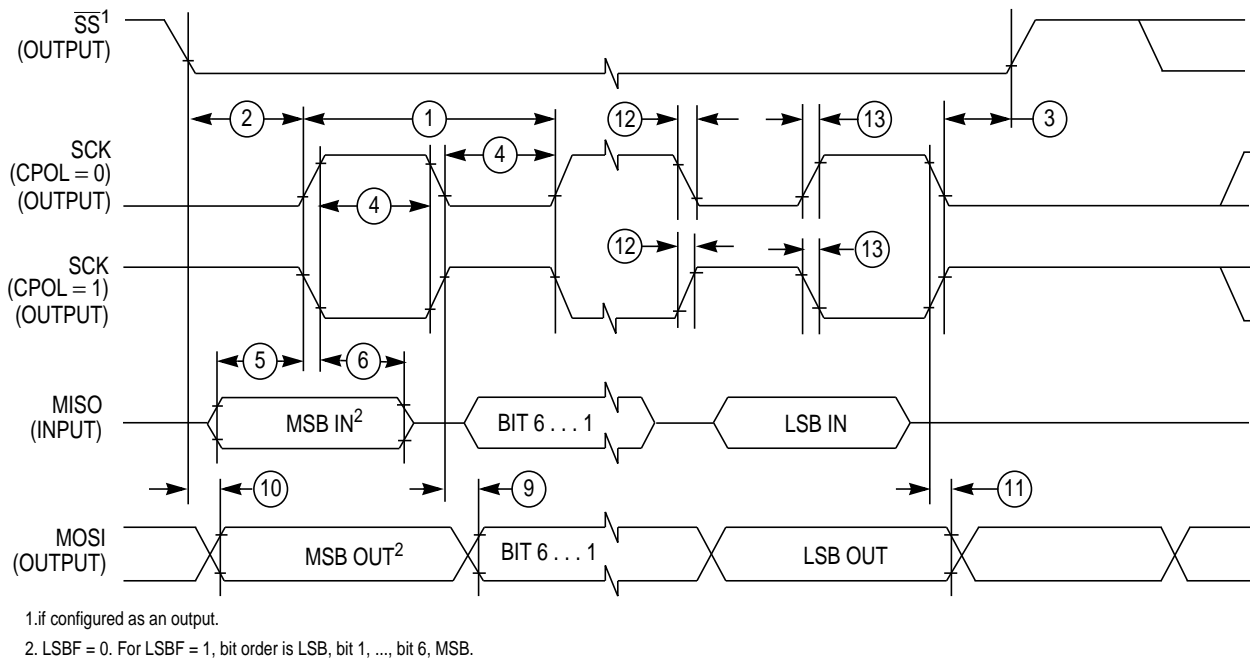 SS1
(OUTPUT)
2
1
12
13
3
SCK
(CPOL = 0)
(OUTPUT)
4
4
12
13
SCK
(CPOL = 1)
(OUTPUT)
5
6
MISO
(INPUT)
MSB IN2
BIT 6 . . . 1
LSB IN
10
9
11
MOSI
(OUTPUT)
MSB OUT2
BIT 6 . . . 1
LSB OUT
1.if configured as an output.
2. LSBF = 0. For LSBF = 1, bit order is LSB, bit 1, ..., bit 6, MSB.